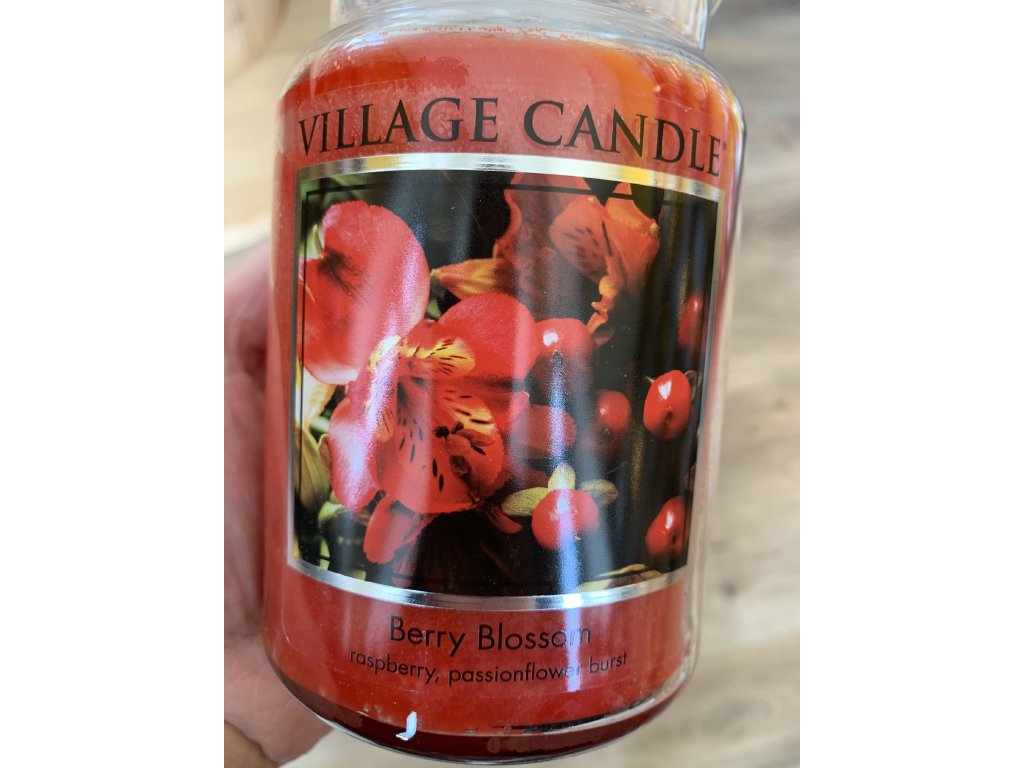 VILLAGE CANDLE®
Berry Blossom
raspberry, passionflower burst